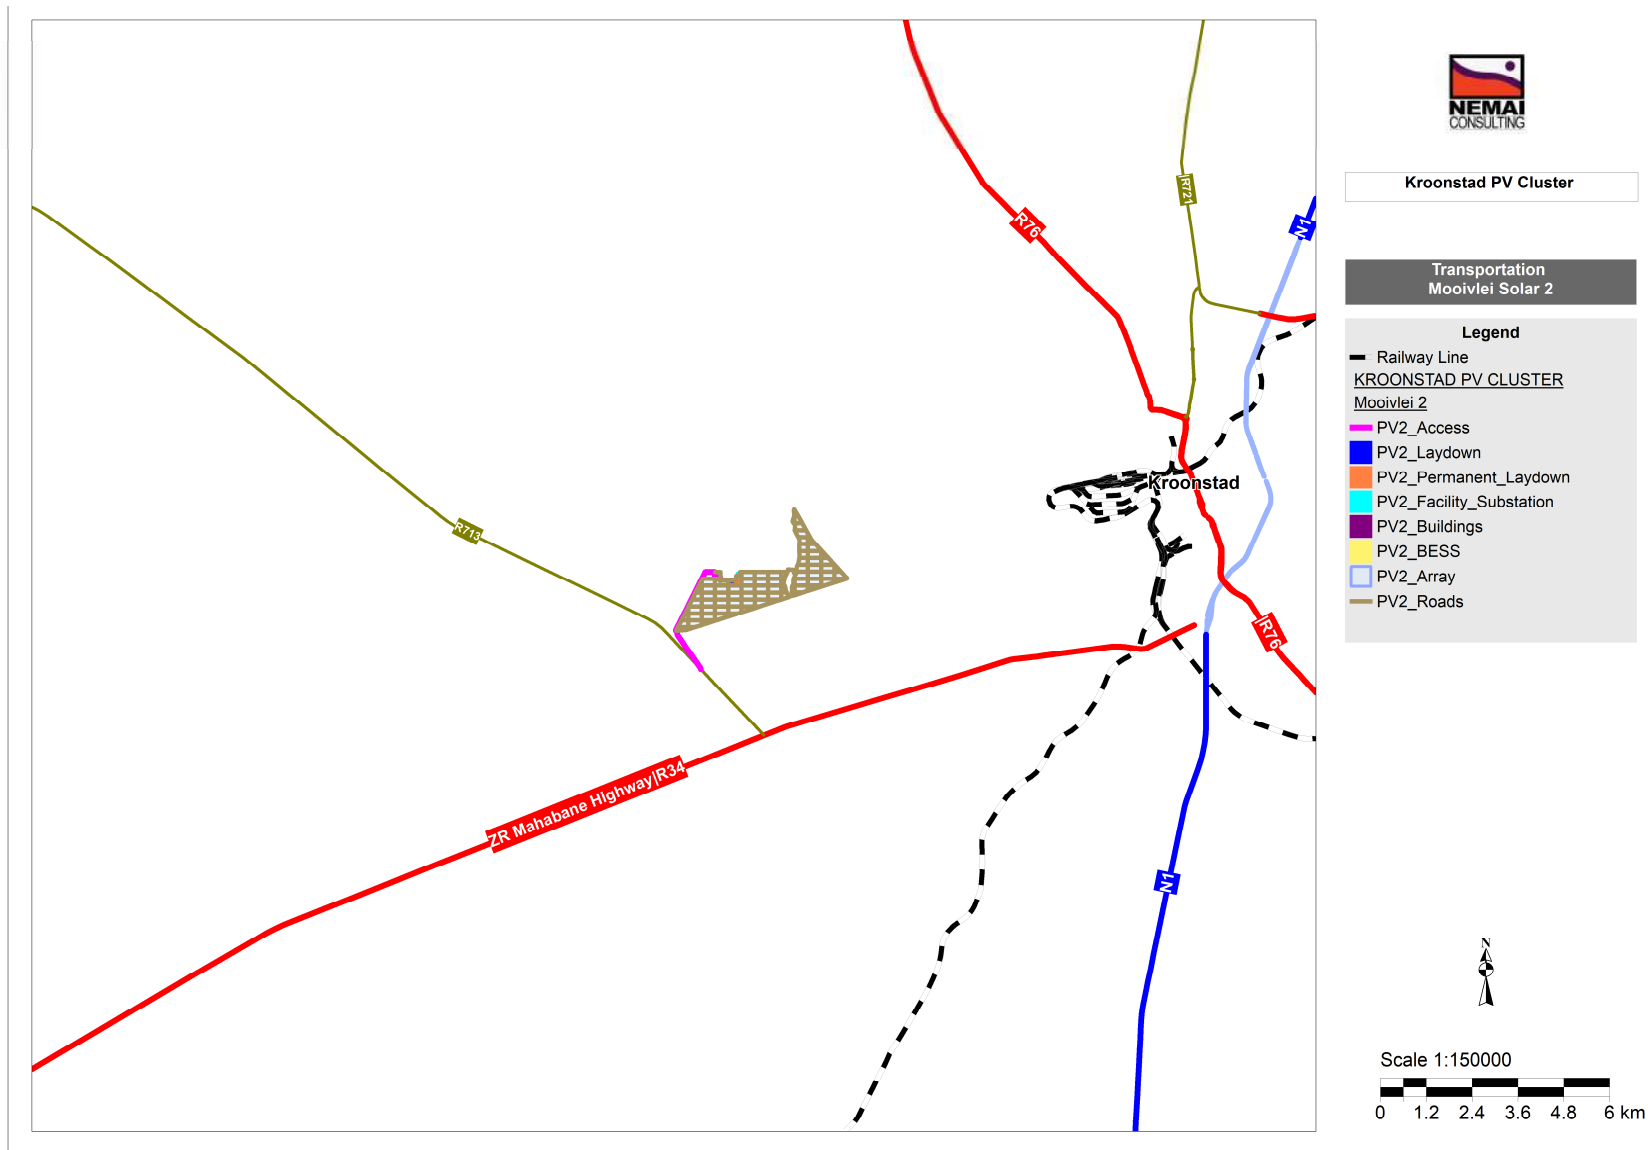 R76
|R721
N1
R713
Kroonstad
|R76
ZR Mahabane Highway|R34
N1
NEMAI
CONSULTING
Kroonstad PV Cluster
Transportation
Mooivlei Solar 2
Legend
Railway Line
KROONSTAD PV CLUSTER
Mooivlei 2
PV2_Access
PV2_Laydown
PV2_Permanent_Laydown
PV2_Facility_Substation
PV2_Buildings
PV2_BESS
PV2_Array
PV2_Roads
N
Scale 1:150000
0 1.2 2.4 3.6 4.8 6 km